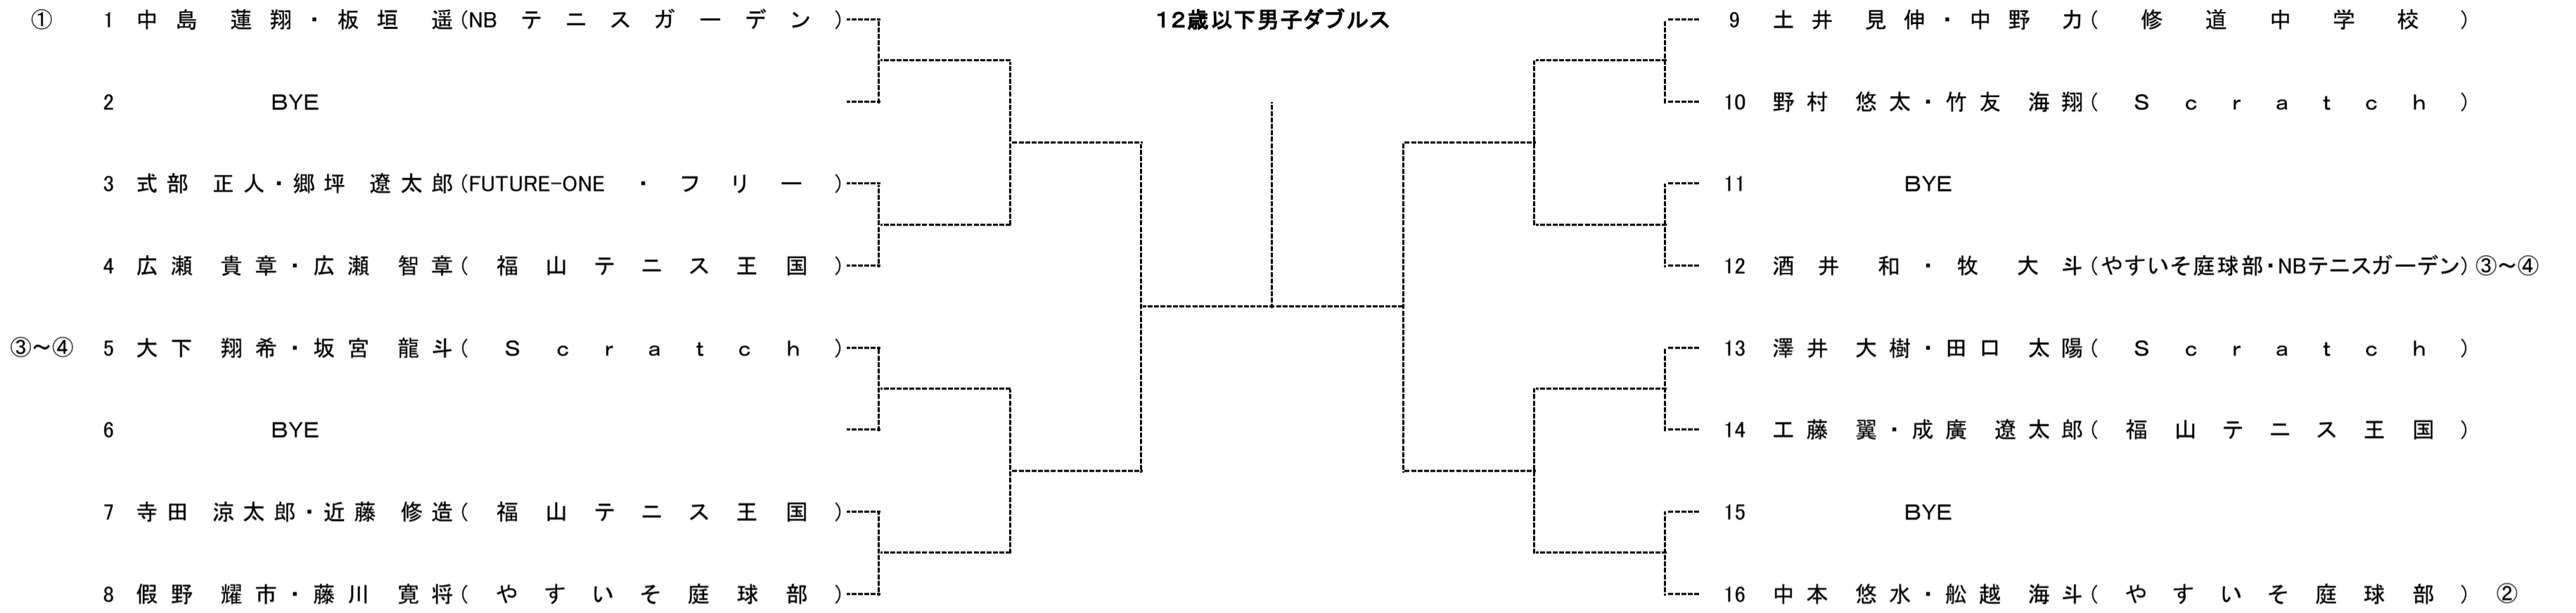 12歳以下男子ダブルス
① 1 中島 蓮翔・板垣 遥(NBテニスガーデン)
2 BYE
3 式部 正人・郷坪 遼太郎(FUTURE-ONE・フリー)
4 広瀬 貴章・広瀬 智章(福山テニス王国)
③~④ 5 大下 翔希・坂宮 龍斗(Scratch)
6 BYE
7 寺田 涼太郎・近藤 修造(福山テニス王国)
8 假野 耀市・藤川 寛将(やすいそ庭球部)
9 土井 見伸・中野 力(修道中学校)
10 野村 悠太・竹友 海翔(Scratch)
11 BYE
12 酒井 和・牧 大斗(やすいそ庭球部・NBテニスガーデン)③~④
13 澤井 大樹・田口 太陽(Scratch)
14 工藤 翼・成廣 遼太郎(福山テニス王国)
15 BYE
16 中本 悠水・舩越 海斗(やすいそ庭球部) ②